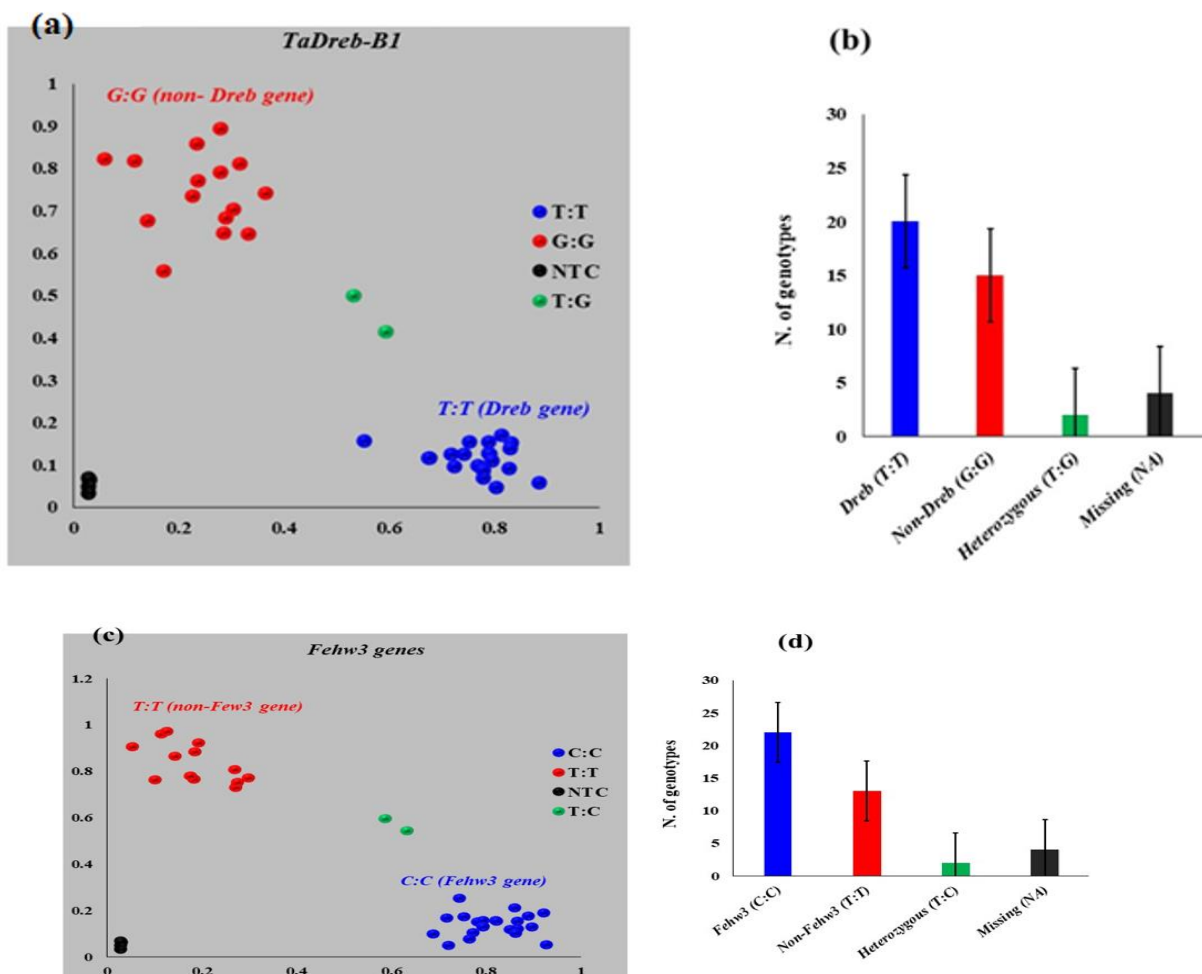 (a)
TaDreb-B1
G:G (non- Dreb gene)
T:T (Dreb gene)
1
0.9
0.8
0.7
0.6
0.5
0.4
0.3
0.2
0.1
0
0 0.2 0.4 0.6 0.8 1
T:T
G:G
NTC
T:G
(b)
N. of genotypes
30
25
20
15
10
5
0
Dreb (T:T)
Non-Dreb (G:G)
Heterozygous (T:G)
Missing (NA)
(c)
Fehw3 genes
T:T (non-Few3 gene)
C:C (Fehw3 gene)
1.2
1
0.8
0.6
0.4
0.2
0
0 0.2 0.4 0.6 0.8 1
C:C
T:T
NTC
T:C
(d)
N. of genotypes
30
25
20
15
10
5
0
Fehw3 (C:C)
Non-Fehw3 (T:T)
Heterozygous (T:C)
Missing (NA)